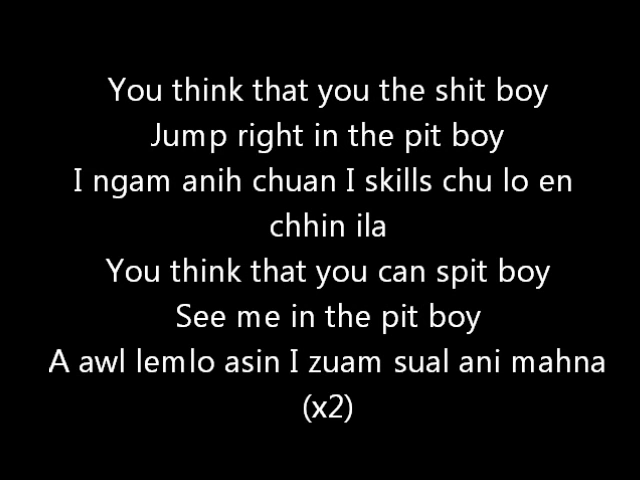 You think that you the shit boy
Jump right in the pit boy
I ngam anih chuan I skills chu lo en
chhin ila
You think that you can spit boy
See me in the pit boy
A awl lemlo asin I zuam sual ani mahna
(x2)